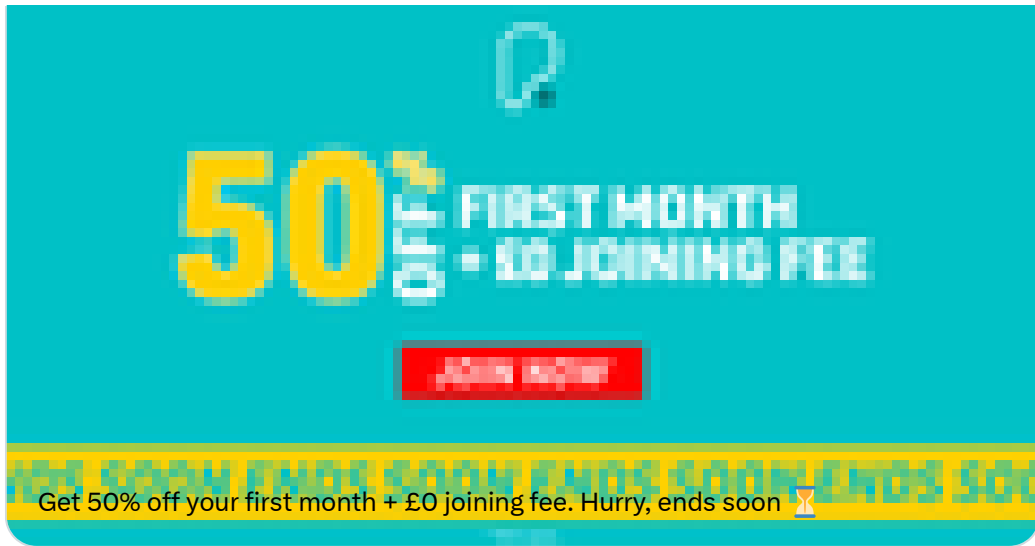 50% OFF
FIRST MONTH
+ £0 JOINING FEE
JOIN NOW
ENDS SOON ENDS SOON ENDS SOON ENDS
Get 50% off your first month + £0 joining fee. Hurry, ends soon ⏳